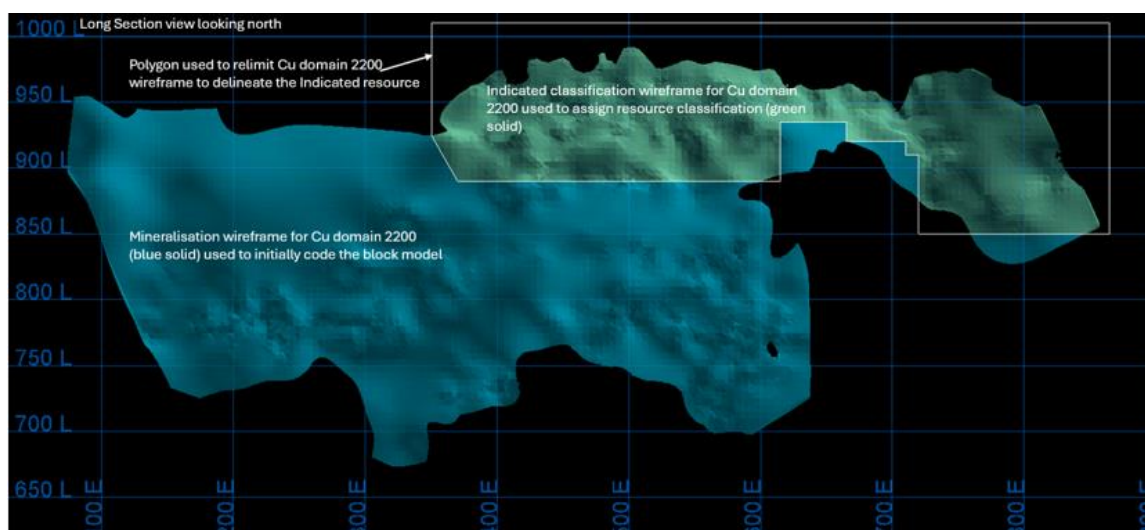 Long Section view looking north
1000 L
Polygon used to relimit Cu domain 2200
wireframe to delineate the Indicated resource
Indicated classification wireframe for Cu domain
2200 used to assign resource classification (green
solid)
950 L
900 L
Mineralisation wireframe for Cu domain 2200
(blue solid) used to initially code the block model
850 L
800 L
750 L
700 L
650 L